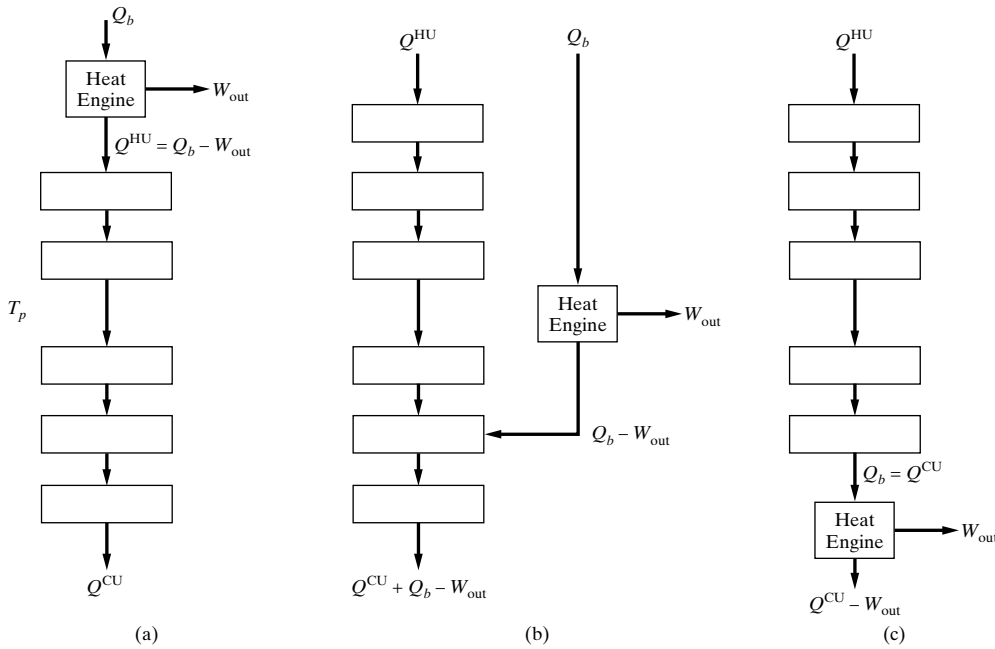 Q_b
Heat
Engine
W_out
Q^HU = Q_b – W_out
T_p
Q^CU
(a)
Q^HU
Q_b
Heat
Engine
W_out
Q_b – W_out
Q^CU + Q_b – W_out
(b)
Q^HU
Q_b = Q^CU
Heat
Engine
W_out
Q^CU – W_out
(c)